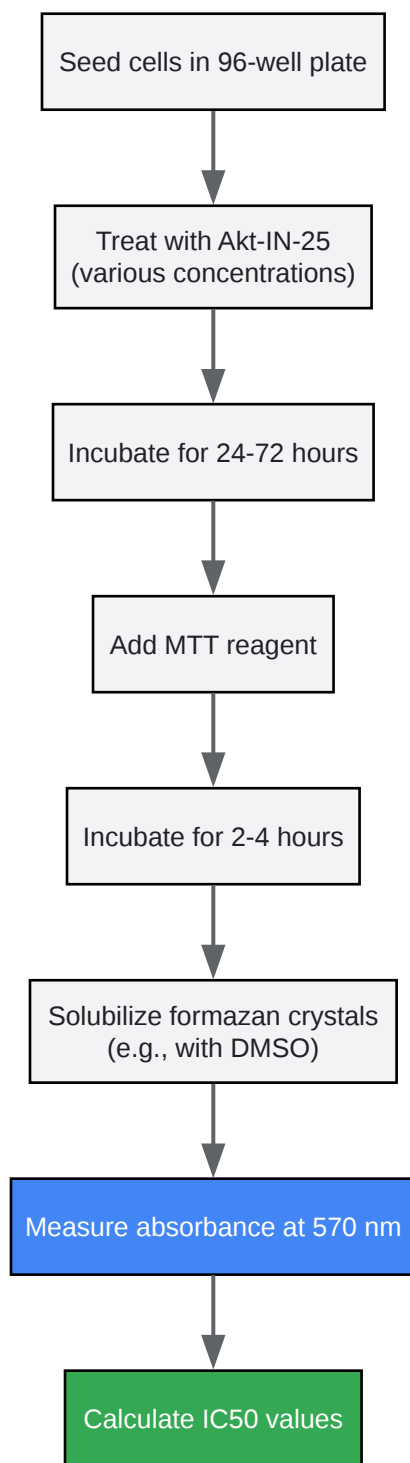 Seed cells in 96-well plate
Treat with Akt-IN-25
(various concentrations)
Incubate for 24-72 hours
Add MTT reagent
Incubate for 2-4 hours
Solubilize formazan crystals
(e.g., with DMSO)
Measure absorbance at 570 nm
Calculate IC50 values